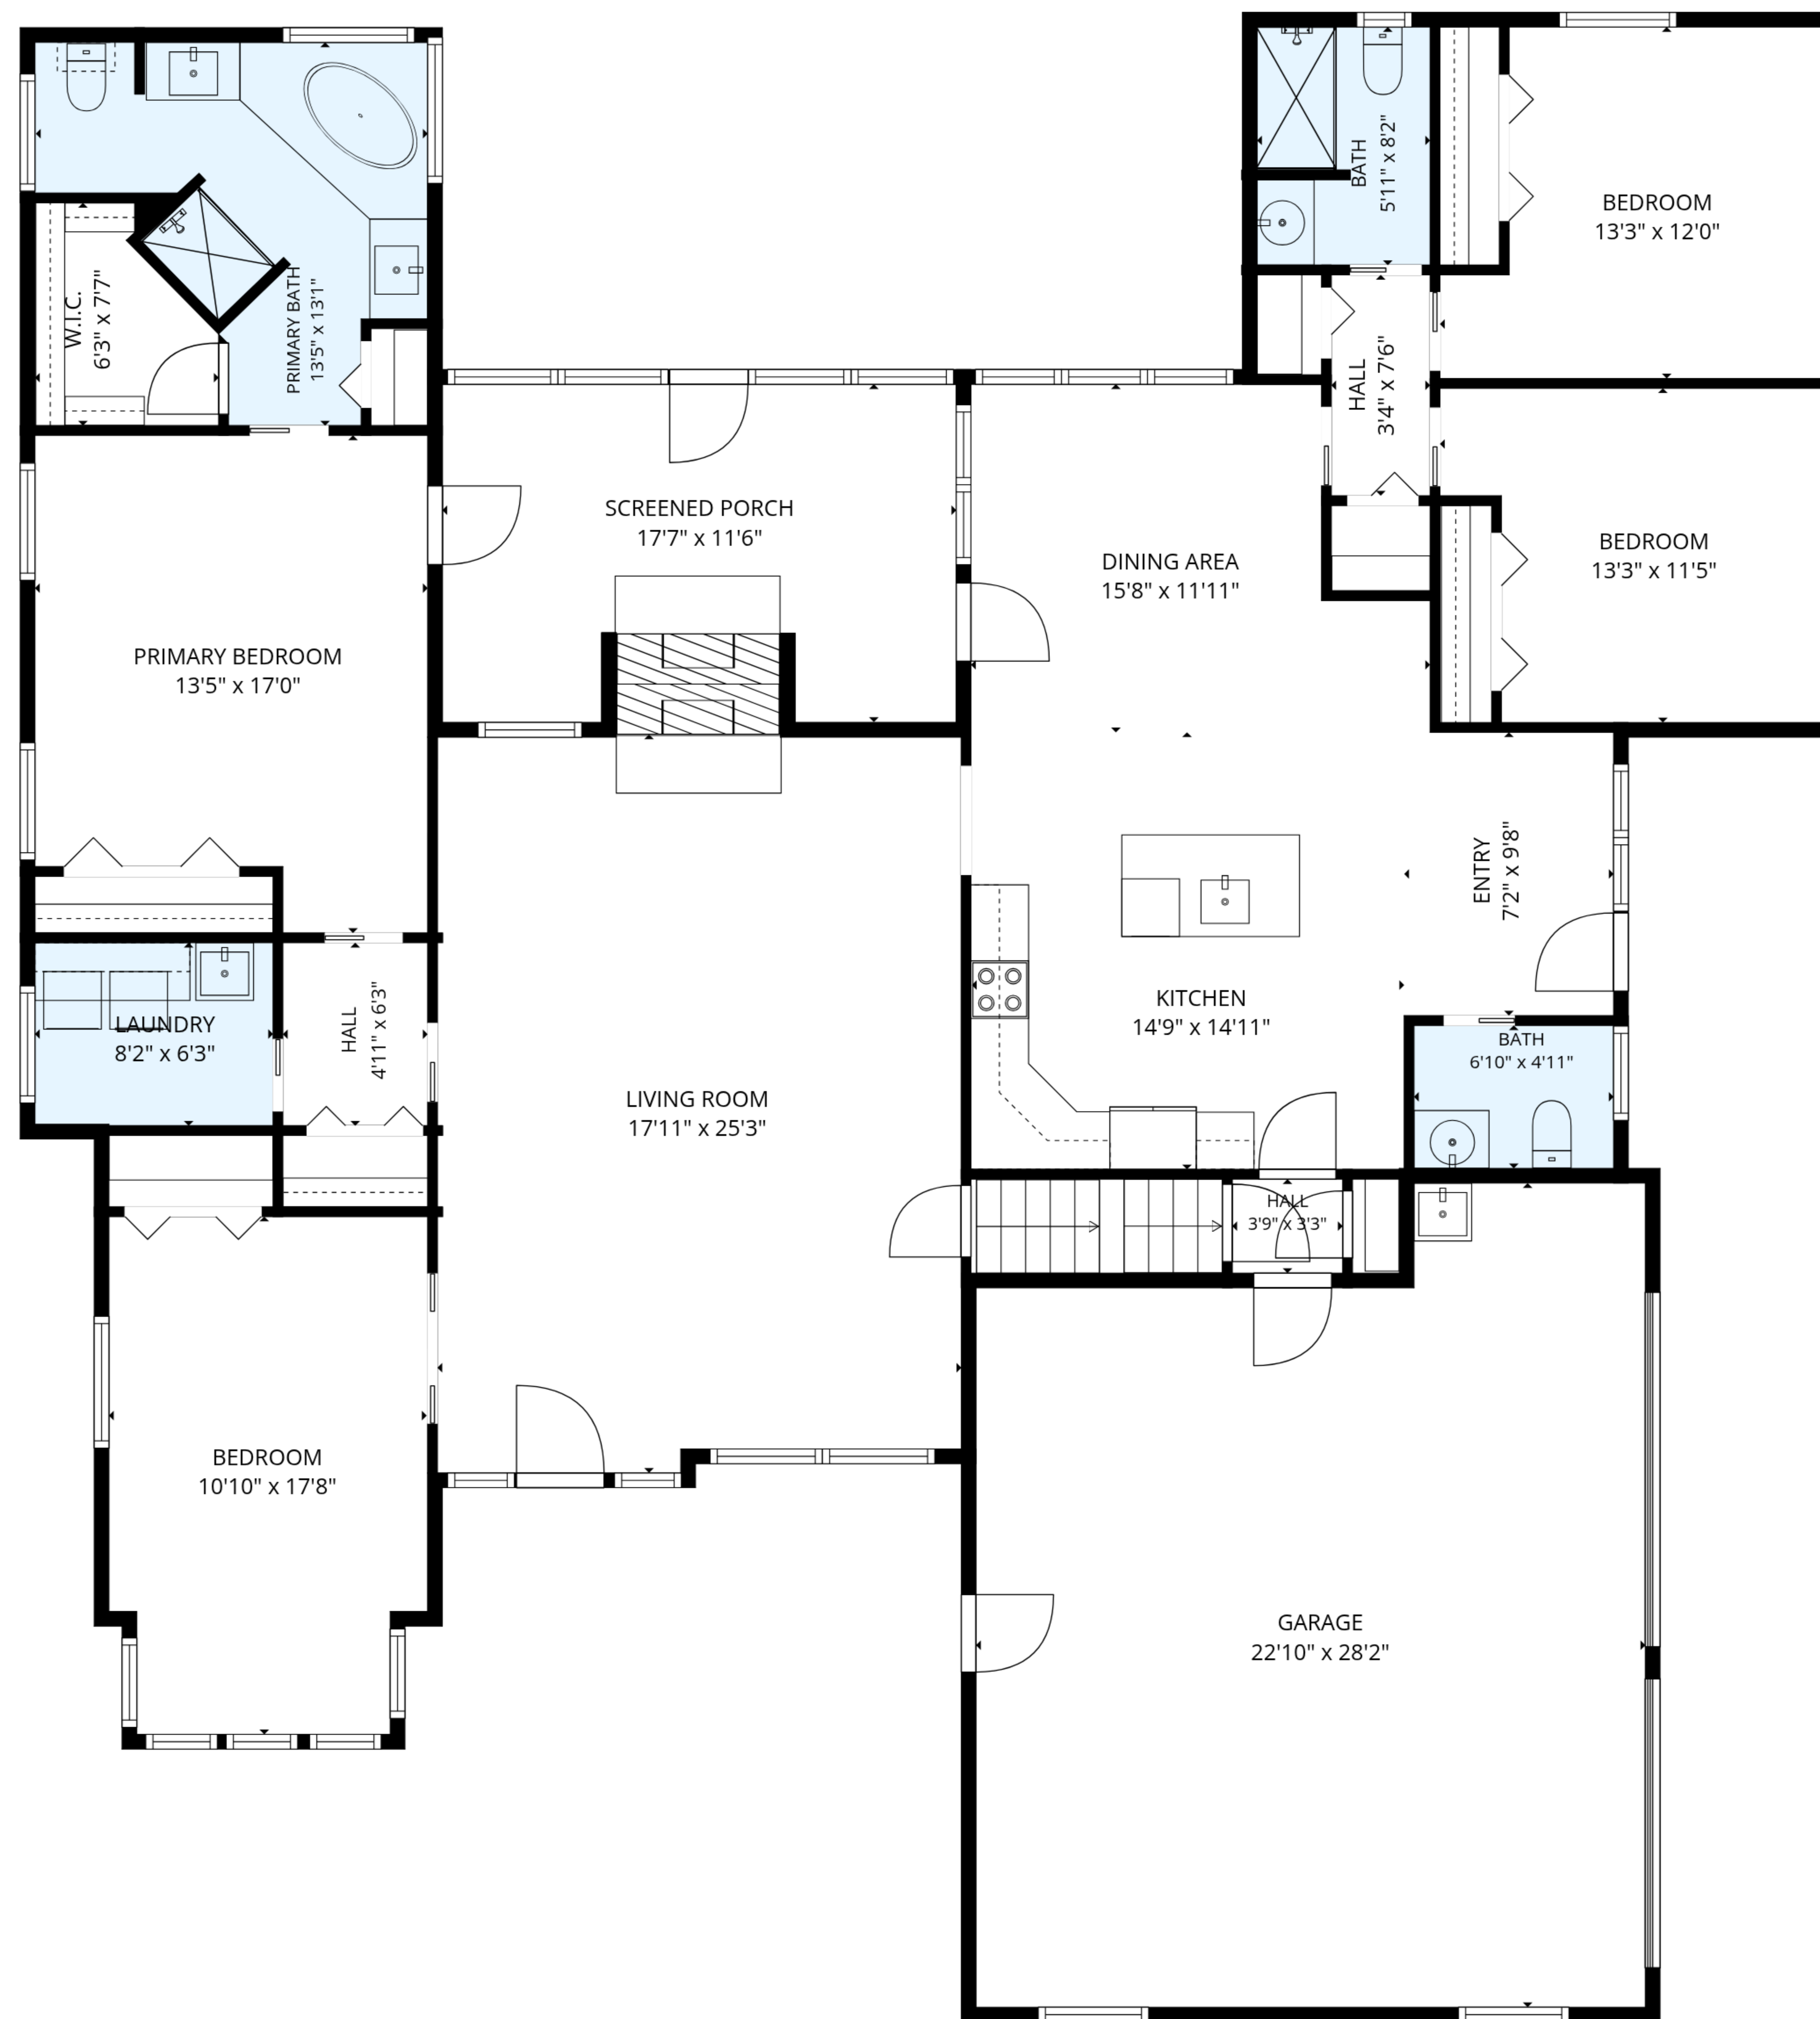 BATH
5'11" x 8'2"
BEDROOM
13'3" x 12'0"
W.I.C.
6'3" x 7'7"
PRIMARY BATH
13'5" x 13'1"
HALL
3'4" x 7'6"
SCREENED PORCH
17'7" x 11'6"
DINING AREA
15'8" x 11'11"
BEDROOM
13'3" x 11'5"
PRIMARY BEDROOM
13'5" x 17'0"
ENTRY
7'2" x 9'8"
LAUNDRY
8'2" x 6'3"
HALL
4'11" x 6'3"
KITCHEN
14'9" x 14'11"
BATH
6'10" x 4'11"
LIVING ROOM
17'11" x 25'3"
HALL
3'9" x 3'3"
BEDROOM
10'10" x 17'8"
GARAGE
22'10" x 28'2"